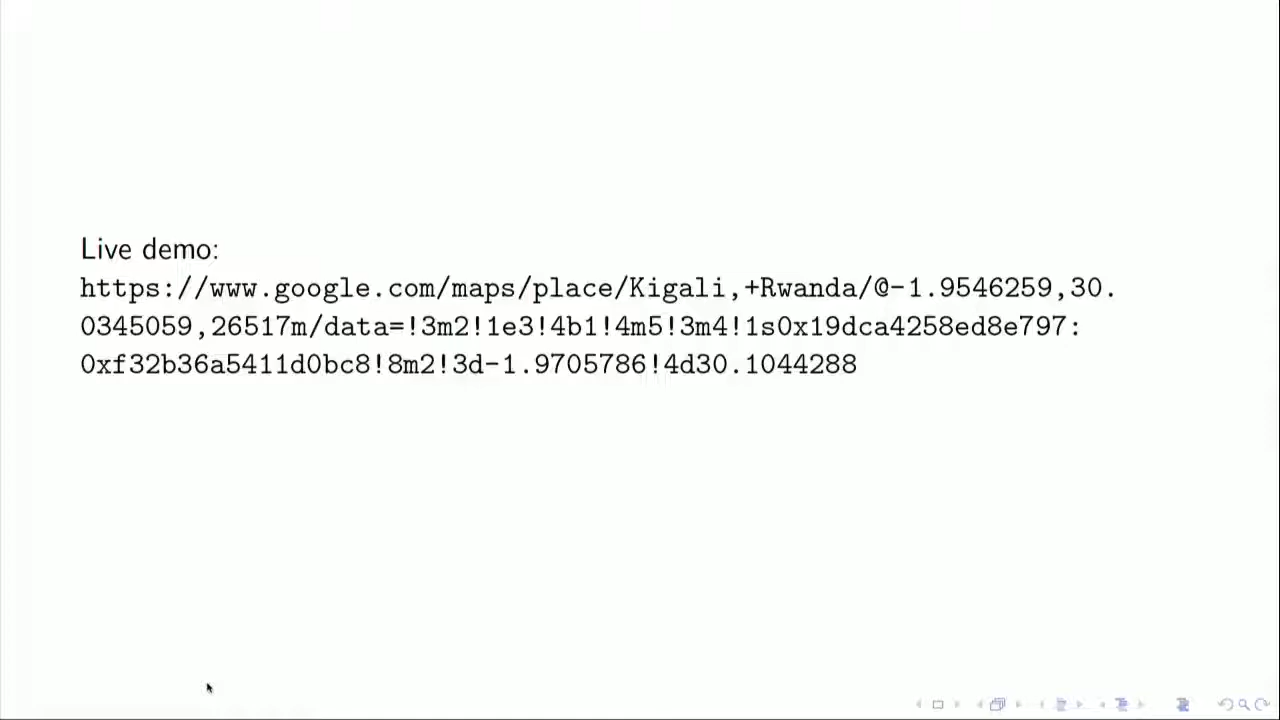 Live demo:
https://www.google.com/maps/place/Kigali,+Rwanda/@-1.9546259,30.
0345059,26517m/data=!3m2!1e3!4b1!4m5!3m4!1s0x19dca4258ed8e797:
0xf32b36a5411d0bc8!8m2!3d-1.9705786!4d30.1044288